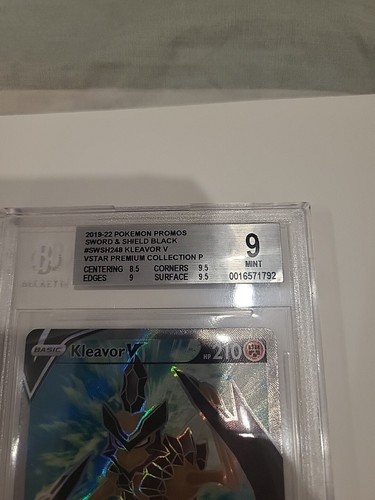 2019-22 POKEMON PROMOS
SWORD & SHIELD BLACK
#SWSH248 KLEAVOR V
VSTAR PREMIUM COLLECTION P
CENTERING 8.5 CORNERS 9.5
EDGES 9 SURFACE 9.5
9
MINT
0016571792
BASIC Kleavor V HP 210